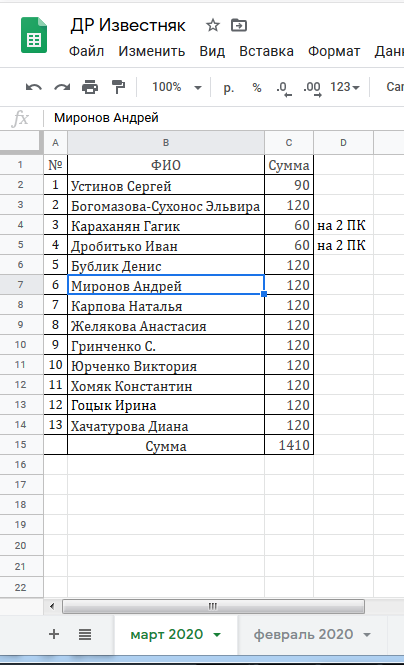 ДР Известняк
Файл Изменить Вид Вставка Формат Данн
100% р. % .0 .00 123
fx Миронов Андрей
A B C D
1 № ФИО Сумма
2 1 Устинов Сергей 90
3 2 Богомазова-Сухонос Эльвира 120
4 3 Караханян Гагик 60 на 2 ПК
5 4 Дробитько Иван 60 на 2 ПК
6 5 Бублик Денис 120
7 6 Миронов Андрей 120
8 7 Карпова Наталья 120
9 8 Желякова Анастасия 120
10 9 Гринченко С. 120
11 10 Юрченко Виктория 120
12 11 Хомяк Константин 120
13 12 Гоцык Ирина 120
14 13 Хачатурова Диана 120
15 Сумма 1410
16
17
18
19
20
21
22
март 2020 февраль 2020